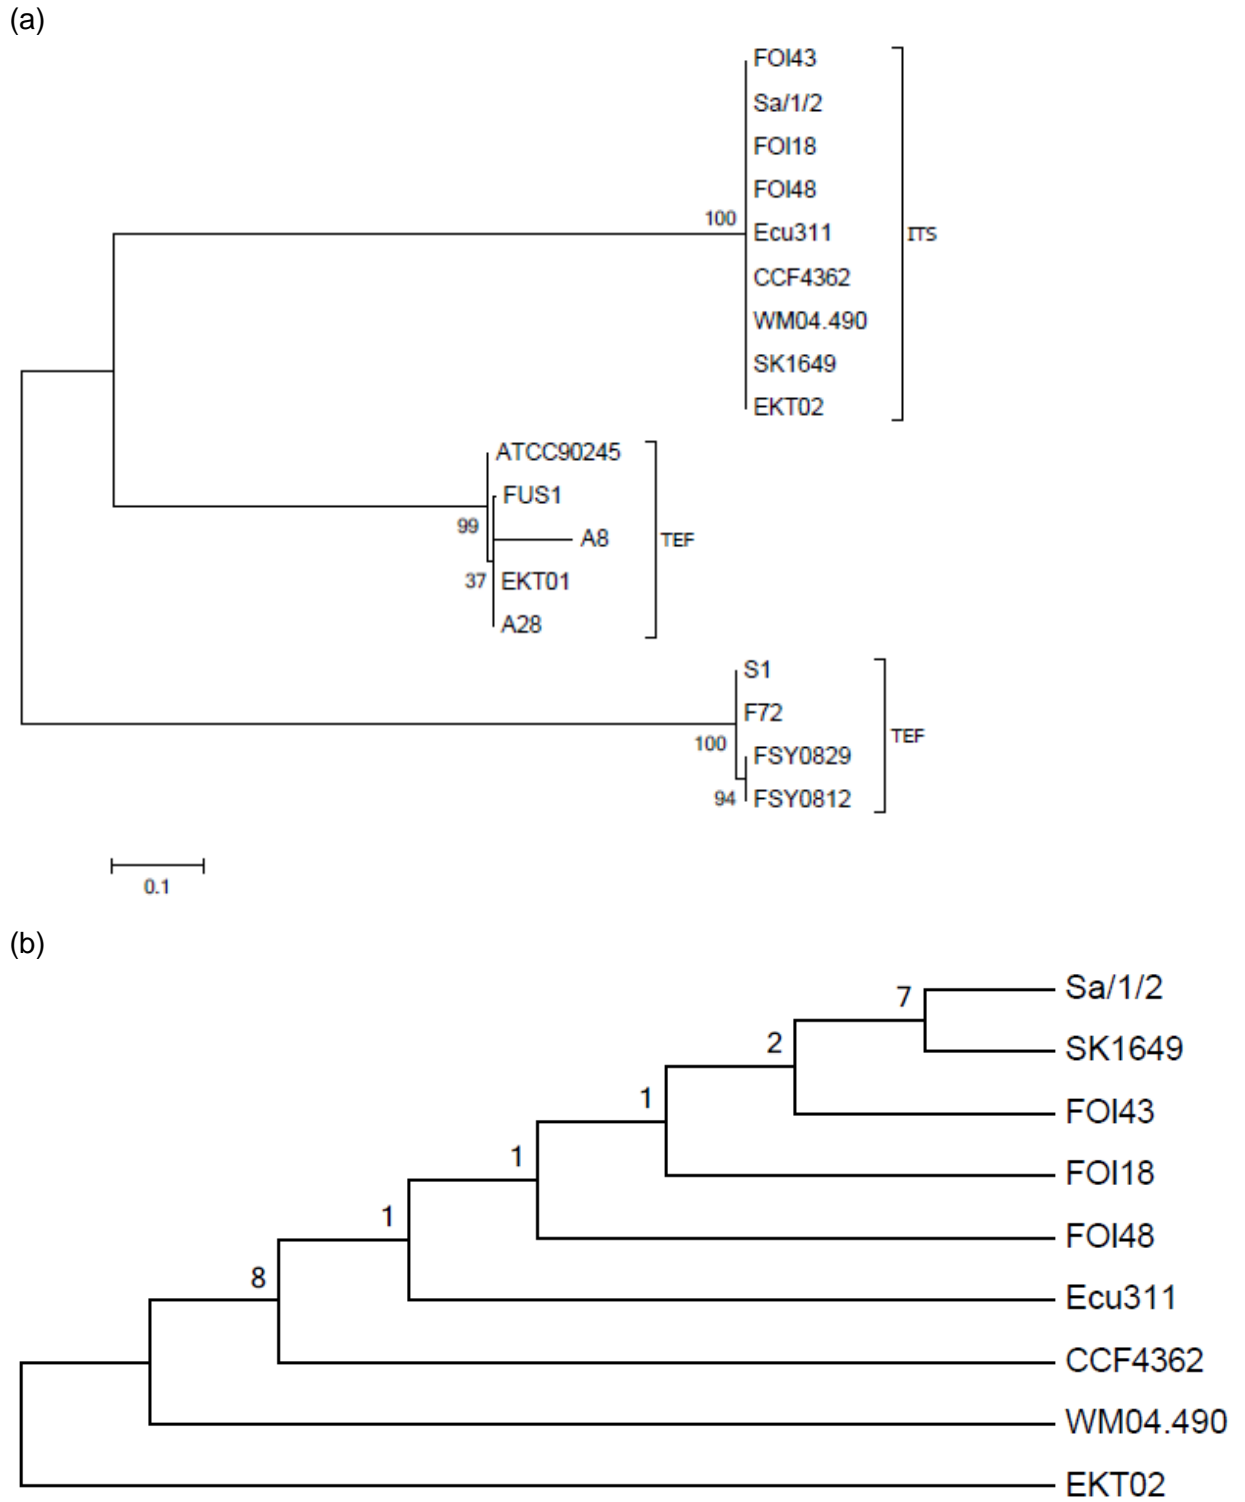 (a)
FOI43
Sa/1/2
FOI18
FOI48
100
Ecu311
ITS
CCF4362
WM04.490
SK1649
EKT02
ATCC90245
FUS1
99
A8
TEF
37
EKT01
A28
S1
F72
100
TEF
FSY0829
94
FSY0812
0.1
(b)
7
Sa/1/2
2
SK1649
1
FOI43
1
FOI18
1
FOI48
8
Ecu311
CCF4362
WM04.490
EKT02